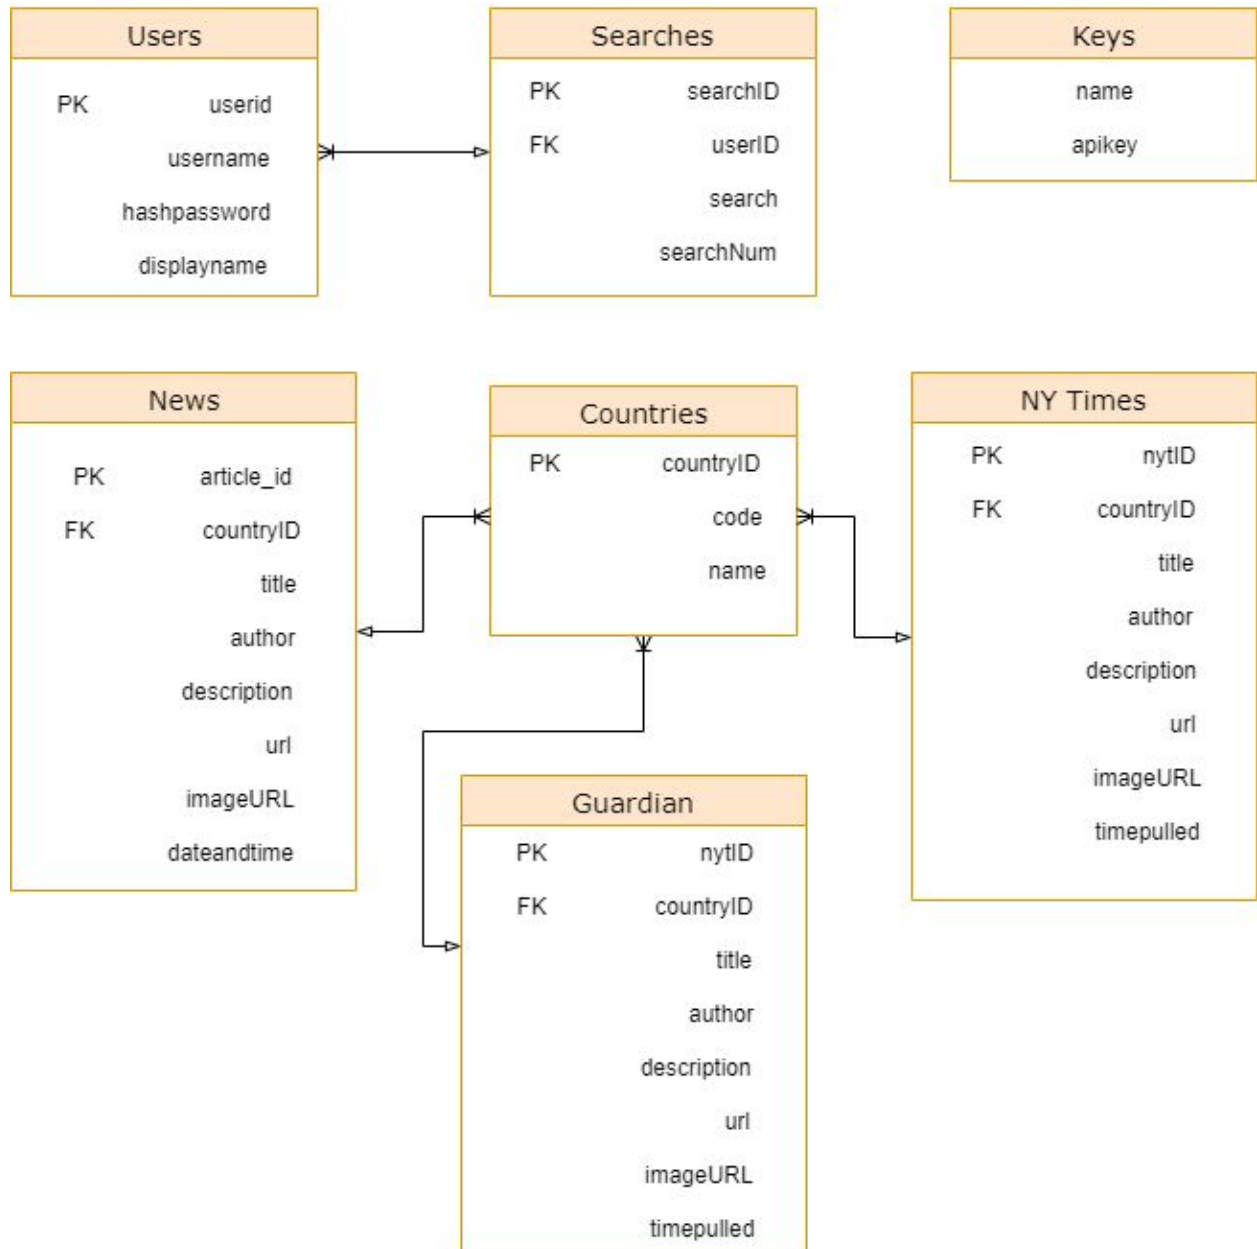 Users
PK userid
username
hashpassword
displayname
Searches
PK searchID
FK userID
search
searchNum
Keys
name
apikey
News
PK article_id
FK countryID
title
author
description
url
imageURL
dateandtime
Countries
PK countryID
code
name
NY Times
PK nytID
FK countryID
title
author
description
url
imageURL
timepulled
Guardian
PK nytID
FK countryID
title
author
description
url
imageURL
timepulled